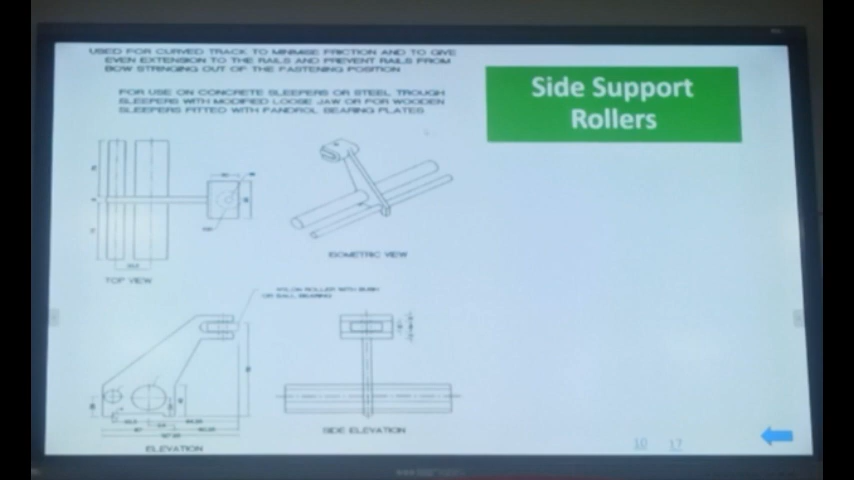 USED FOR CURVED TRACK TO MINIMISE FRICTION AND TO GIVE
EVEN EXTENSION TO THE RAILS AND PREVENT RAILS FROM
BOW STRINGING OUT OF THE FASTENING POSITION
FOR USE ON CONCRETE SLEEPERS OR STEEL TROUGH
SLEEPERS WITH MODIFIED LOOSE JAW OR FOR WOODEN
SLEEPERS FITTED WITH PANDROL BEARING PLATES
Side Support
Rollers
ISOMETRIC VIEW
TOP VIEW
NYLON ROLLER WITH BUSH
OR BALL BEARING
SIDE ELEVATION
ELEVATION
10 17